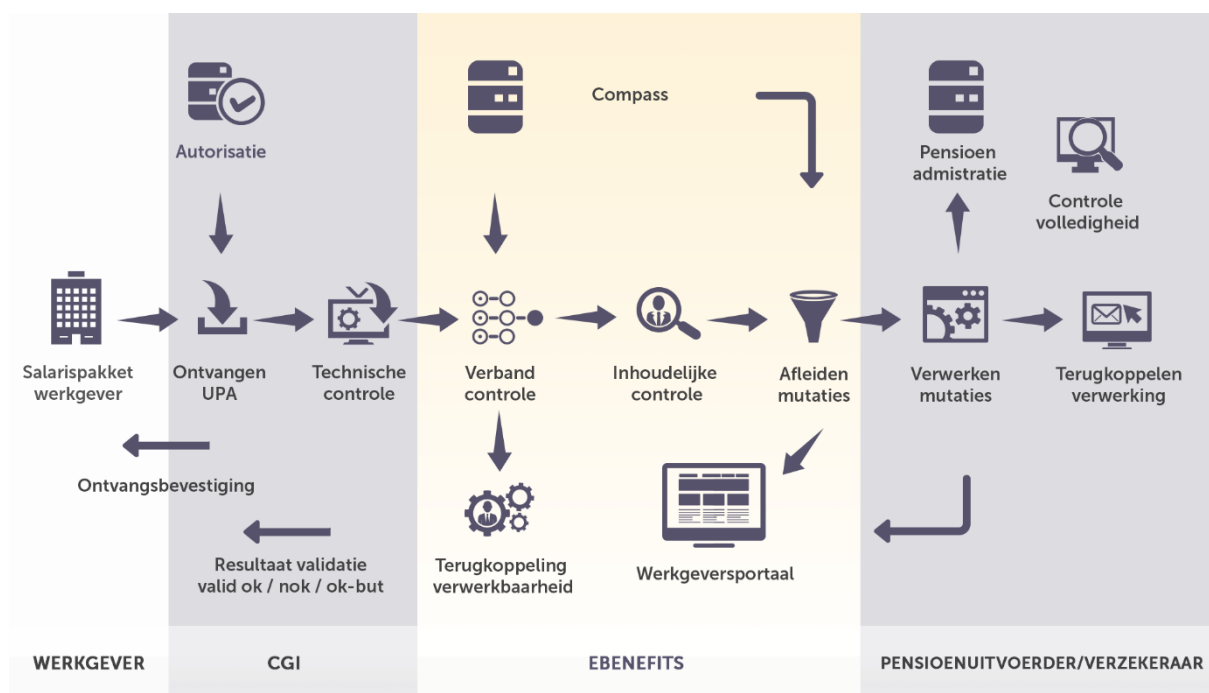 Compass
Autorisatie
Pensioen
admistratie
Controle
volledigheid
Salarispakket
werkgever
Ontvangen
UPA
Technische
controle
Verband
controle
Inhoudelijke
controle
Afleiden
mutaties
Verwerken
mutaties
Terugkoppelen
verwerking
Ontvangsbevestiging
Resultaat validatie
valid ok / nok / ok-but
Terugkoppeling
verwerkbaarheid
Werkgeversportaal
WERKGEVER
CGI
EBENEFITS
PENSIOENUITVOERDER/VERZEKERAAR